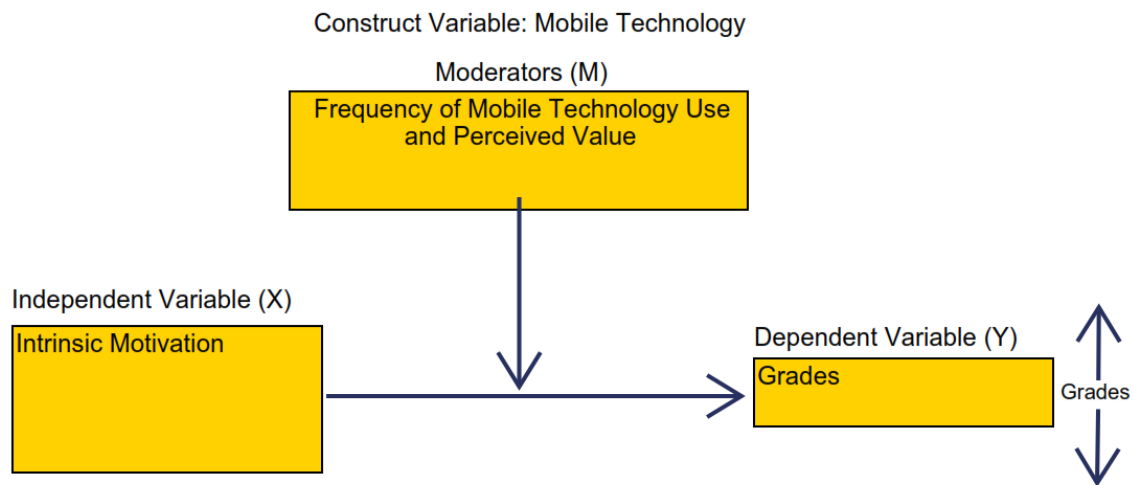 Construct Variable: Mobile Technology
Moderators (M)
Frequency of Mobile Technology Use
and Perceived Value
Independent Variable (X)
Intrinsic Motivation
Dependent Variable (Y)
Grades
Grades